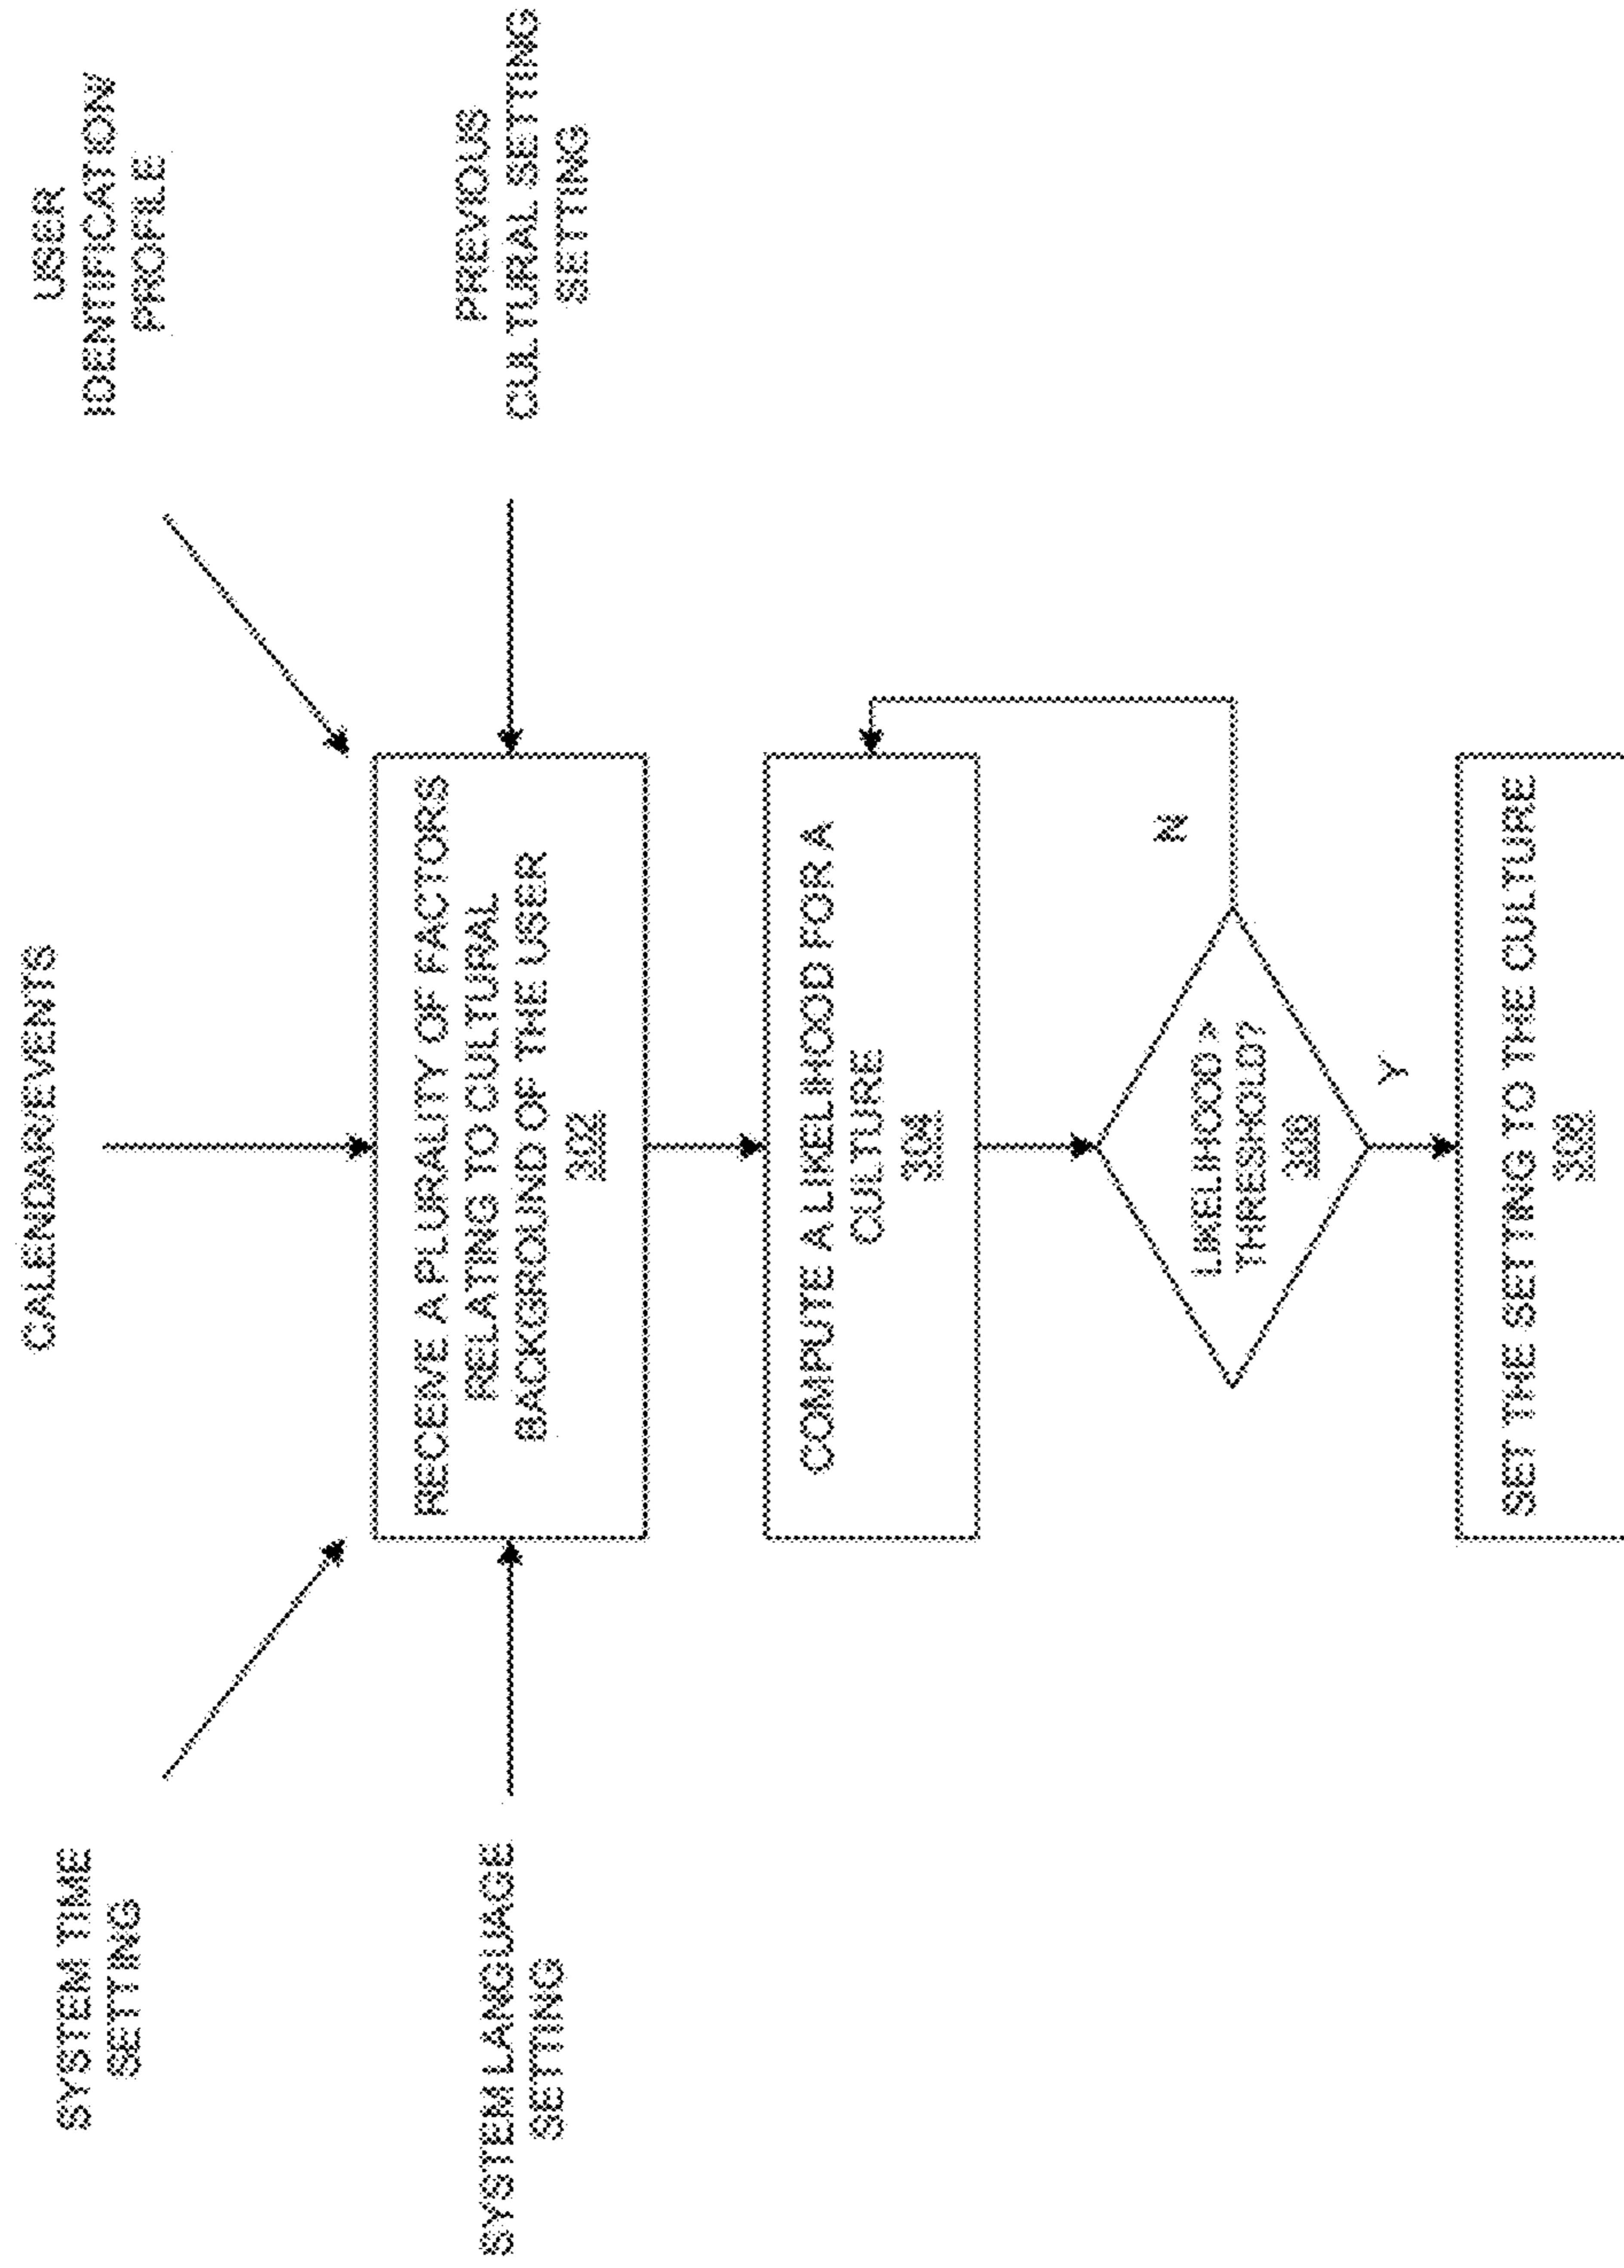 CALENDAR/EVENTS
SYSTEM TIME
SETTING
USER
IDENTIFICATION
PROFILE
SYSTEM LANGUAGE
SETTING
PREVIOUS
CULTURAL SETTING
SETTING
RECEIVE A PLURALITY OF FACTORS
RELATING TO CULTURAL
BACKGROUND OF THE USER
302
COMPUTE A LIKELIHOOD FOR A
CULTURE
304
LIKELIHOOD >
THRESHOLD?
306
N
Y
SET THE SETTING TO THE CULTURE
308